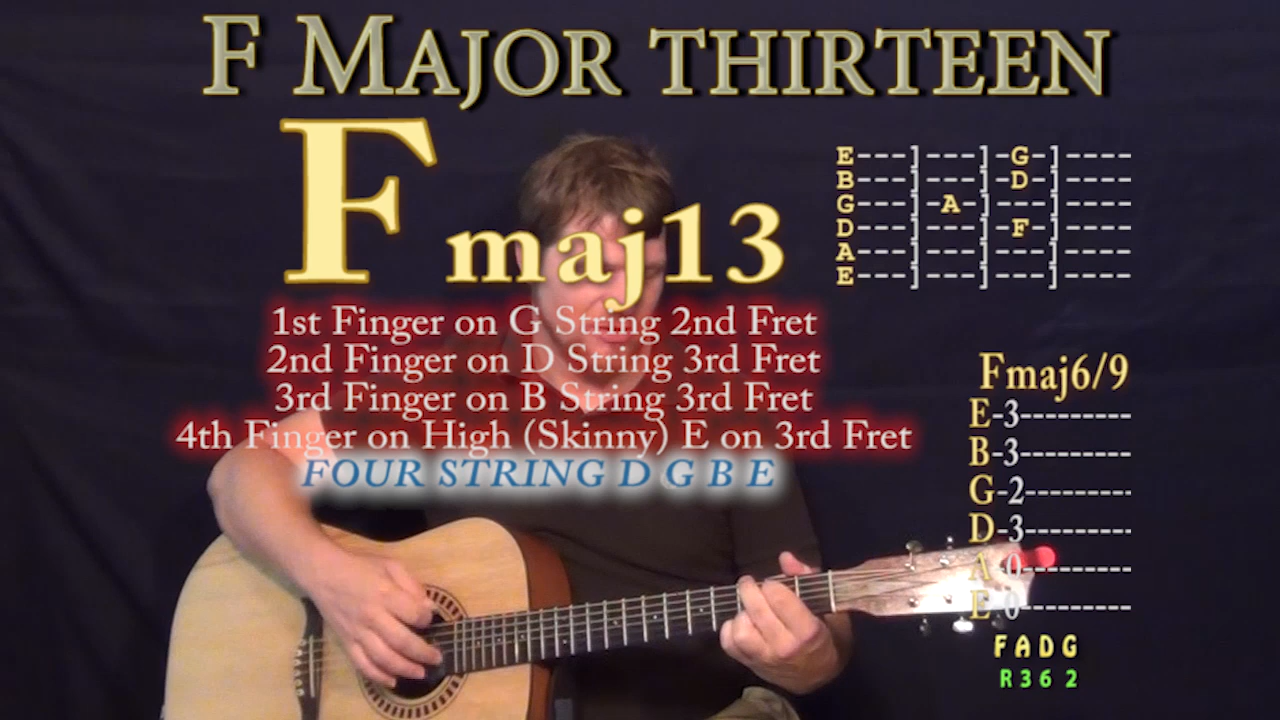 F MAJOR THIRTEEN
F maj13
E---]---]-G-]----
B---]---]-D-]----
G---]-A-]---]----
D---]---]-F-]----
A---]---]---]----
E---]---]---]----
1st Finger on G String 2nd Fret
2nd Finger on D String 3rd Fret
3rd Finger on B String 3rd Fret
4th Finger on High (Skinny) E on 3rd Fret
FOUR STRING D G B E
Fmaj6/9
E-3---------
B-3---------
G-2---------
D-3---------
A-0---------
E-0---------
F A D G
R 3 6 2